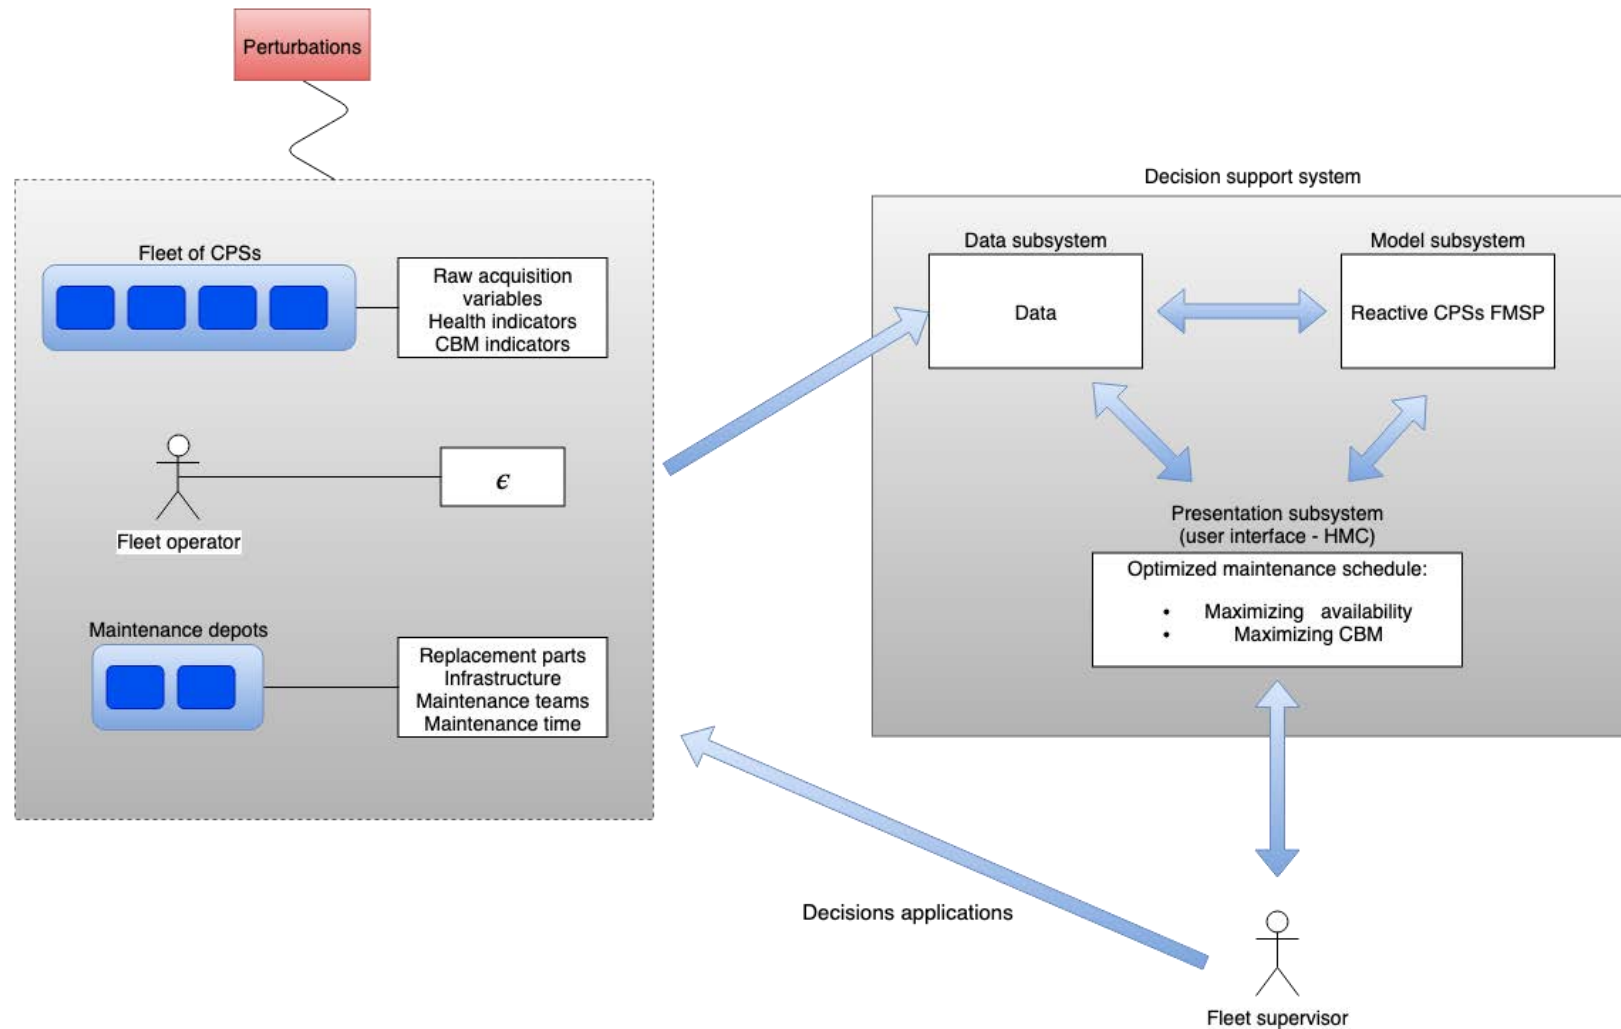 Perturbations
Fleet of CPSs
Raw acquisition
variables
Health indicators
CBM indicators
ϵ
Fleet operator
Maintenance depots
Replacement parts
Infrastructure
Maintenance teams
Maintenance time
Decision support system
Data subsystem
Model subsystem
Data
Reactive CPSs FMSP
Presentation subsystem
(user interface - HMC)
Optimized maintenance schedule:
• Maximizing availability
• Maximizing CBM
Decisions applications
Fleet supervisor